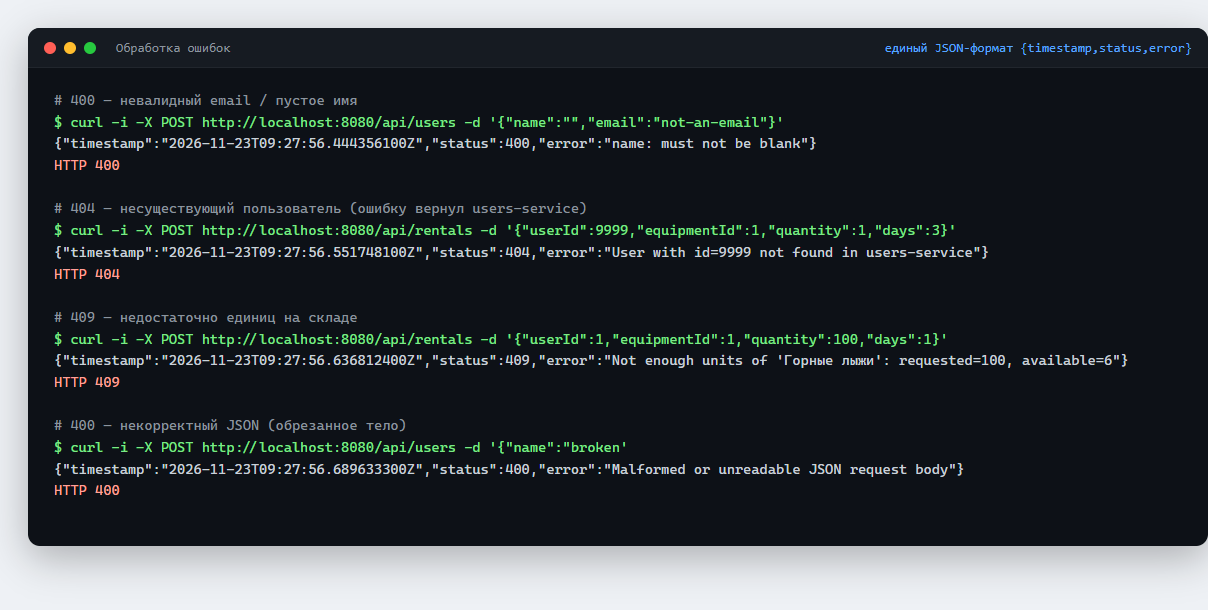 Обработка ошибок
единый JSON-формат {timestamp,status,error}
# 400 — невалидный email / пустое имя
$ curl -i -X POST http://localhost:8080/api/users -d '{"name":"","email":"not-an-email"}'
{"timestamp":"2026-11-23T09:27:56.444356100Z","status":400,"error":"name: must not be blank"}
HTTP 400
# 404 — несуществующий пользователь (ошибку вернул users-service)
$ curl -i -X POST http://localhost:8080/api/rentals -d '{"userId":9999,"equipmentId":1,"quantity":1,"days":3}'
{"timestamp":"2026-11-23T09:27:56.551748100Z","status":404,"error":"User with id=9999 not found in users-service"}
HTTP 404
# 409 — недостаточно единиц на складе
$ curl -i -X POST http://localhost:8080/api/rentals -d '{"userId":1,"equipmentId":1,"quantity":100,"days":1}'
{"timestamp":"2026-11-23T09:27:56.636812400Z","status":409,"error":"Not enough units of 'Горные лыжи': requested=100, available=6"}
HTTP 409
# 400 — некорректный JSON (обрезанное тело)
$ curl -i -X POST http://localhost:8080/api/users -d '{"name":"broken'
{"timestamp":"2026-11-23T09:27:56.689633300Z","status":400,"error":"Malformed or unreadable JSON request body"}
HTTP 400